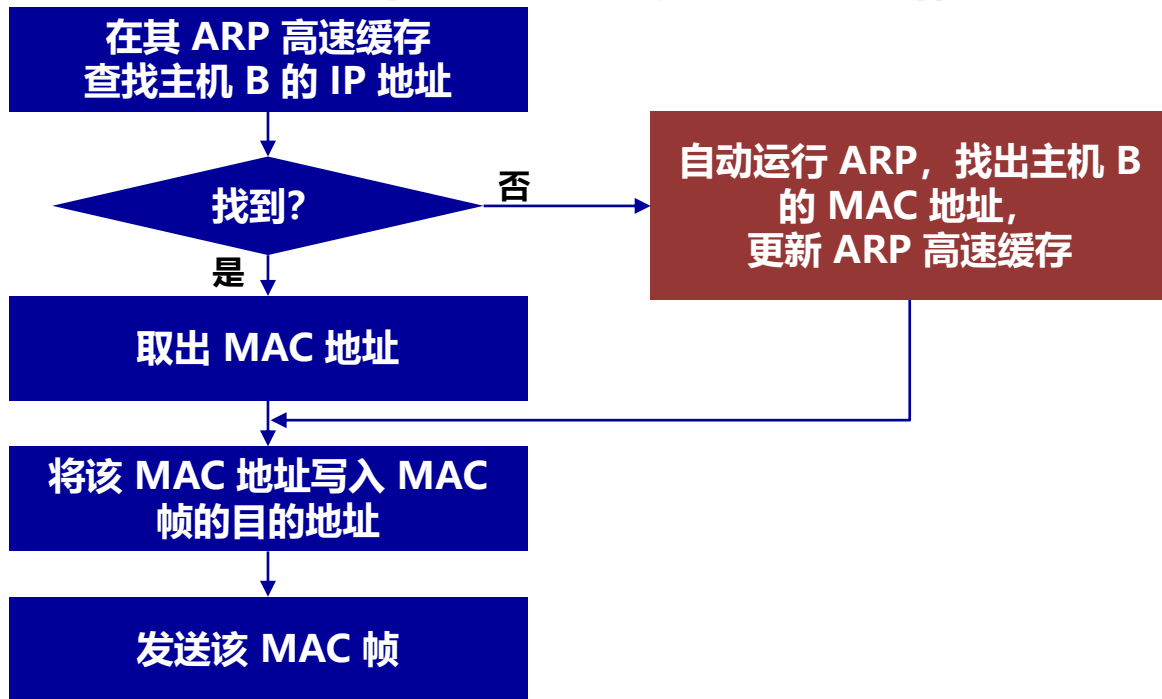 在其 ARP 高速缓存
查找主机 B 的 IP 地址
找到?
否
自动运行 ARP，找出主机 B
的 MAC 地址，
更新 ARP 高速缓存
是
取出 MAC 地址
将该 MAC 地址写入 MAC
帧的目的地址
发送该 MAC 帧